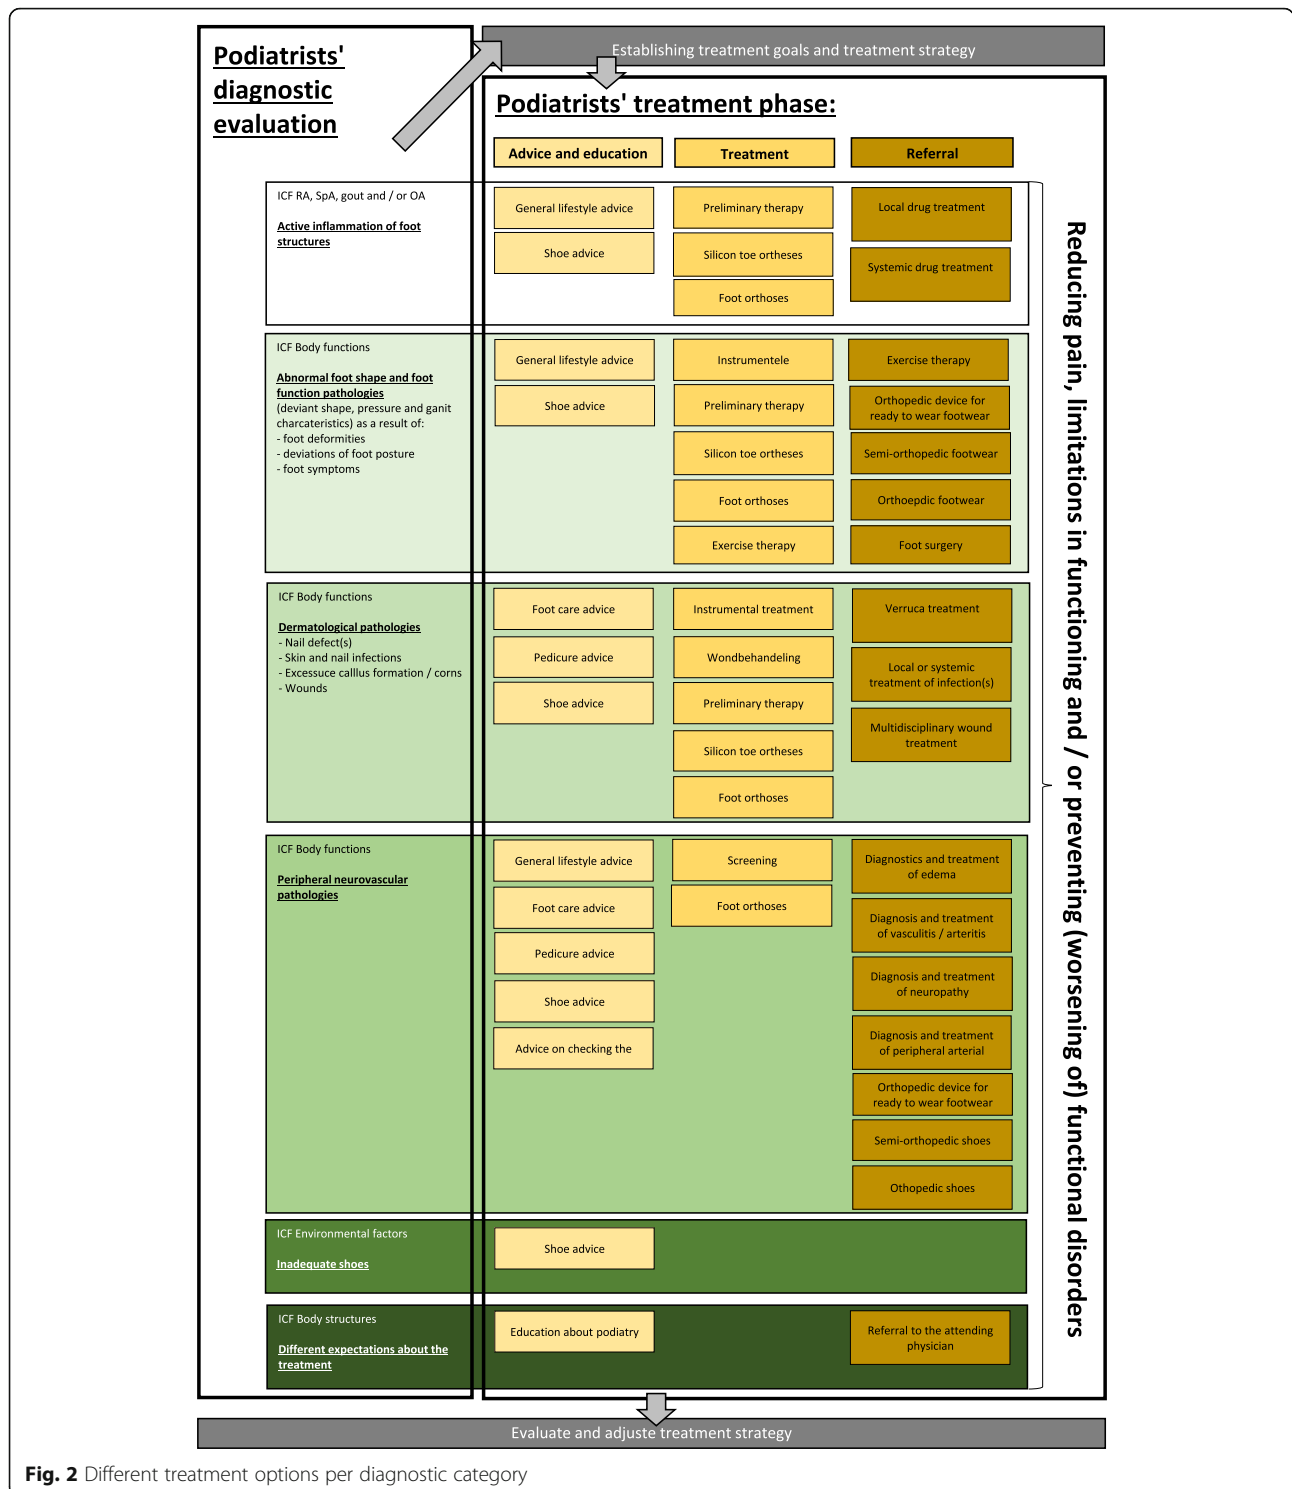 Podiatrists'
diagnostic
evaluation
Establishing treatment goals and treatment strategy
Podiatrists' treatment phase:
Advice and education
Treatment
Referral
ICF RA, SpA, gout and / or OA
Active inflammation of foot
structures
General lifestyle advice
Shoe advice
Preliminary therapy
Silicon toe ortheses
Foot orthoses
Local drug treatment
Systemic drug treatment
ICF Body functions
Abnormal foot shape and foot
function pathologies
(deviant shape, pressure and ganit
charcateristics) as a result of:
- foot deformities
- deviations of foot posture
- foot symptoms
General lifestyle advice
Shoe advice
Instrumentele
Preliminary therapy
Silicon toe ortheses
Foot orthoses
Exercise therapy
Exercise therapy
Orthopedic device for
ready to wear footwear
Semi-orthopedic footwear
Orthoepdic footwear
Foot surgery
ICF Body functions
Dermatological pathologies
- Nail defect(s)
- Skin and nail infections
- Excessuce calllus formation / corns
- Wounds
Foot care advice
Pedicure advice
Shoe advice
Instrumental treatment
Wondbehandeling
Preliminary therapy
Silicon toe ortheses
Foot orthoses
Verruca treatment
Local or systemic
treatment of infection(s)
Multidisciplinary wound
treatment
ICF Body functions
Peripheral neurovascular
pathologies
General lifestyle advice
Foot care advice
Pedicure advice
Shoe advice
Advice on checking the
Screening
Foot orthoses
Diagnostics and treatment
of edema
Diagnosis and treatment
of vasculitis / arteritis
Diagnosis and treatment
of neuropathy
Diagnosis and treatment
of peripheral arterial
Orthopedic device for
ready to wear footwear
Semi-orthopedic shoes
Othopedic shoes
ICF Environmental factors
Inadequate shoes
Shoe advice
ICF Body structures
Different expectations about the
treatment
Education about podiatry
Referral to the attending
physician
Reducing pain, limitations in functioning and / or preventing (worsening of) functional disorders
Evaluate and adjuste treatment strategy
Fig. 2 Different treatment options per diagnostic category